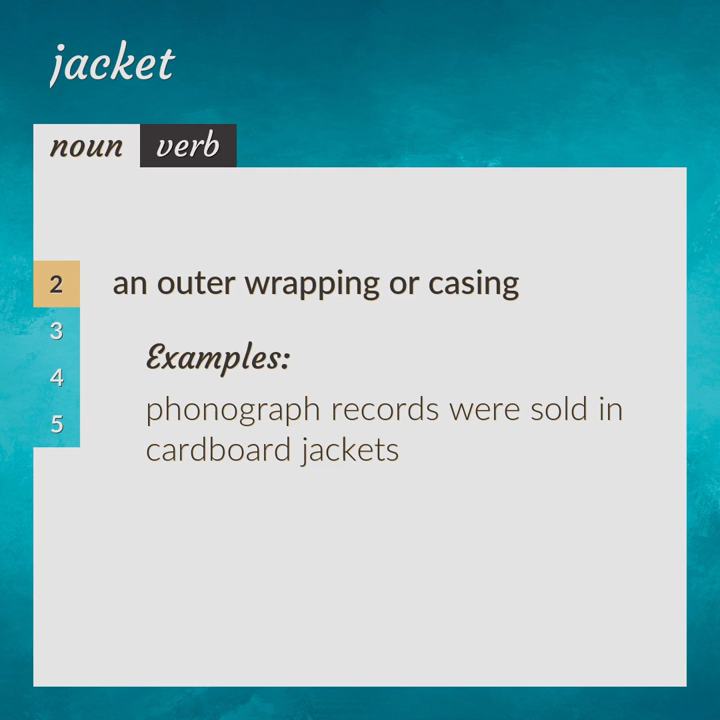 jacket
noun verb
2 an outer wrapping or casing
3
Examples:
4
phonograph records were sold in
5
cardboard jackets